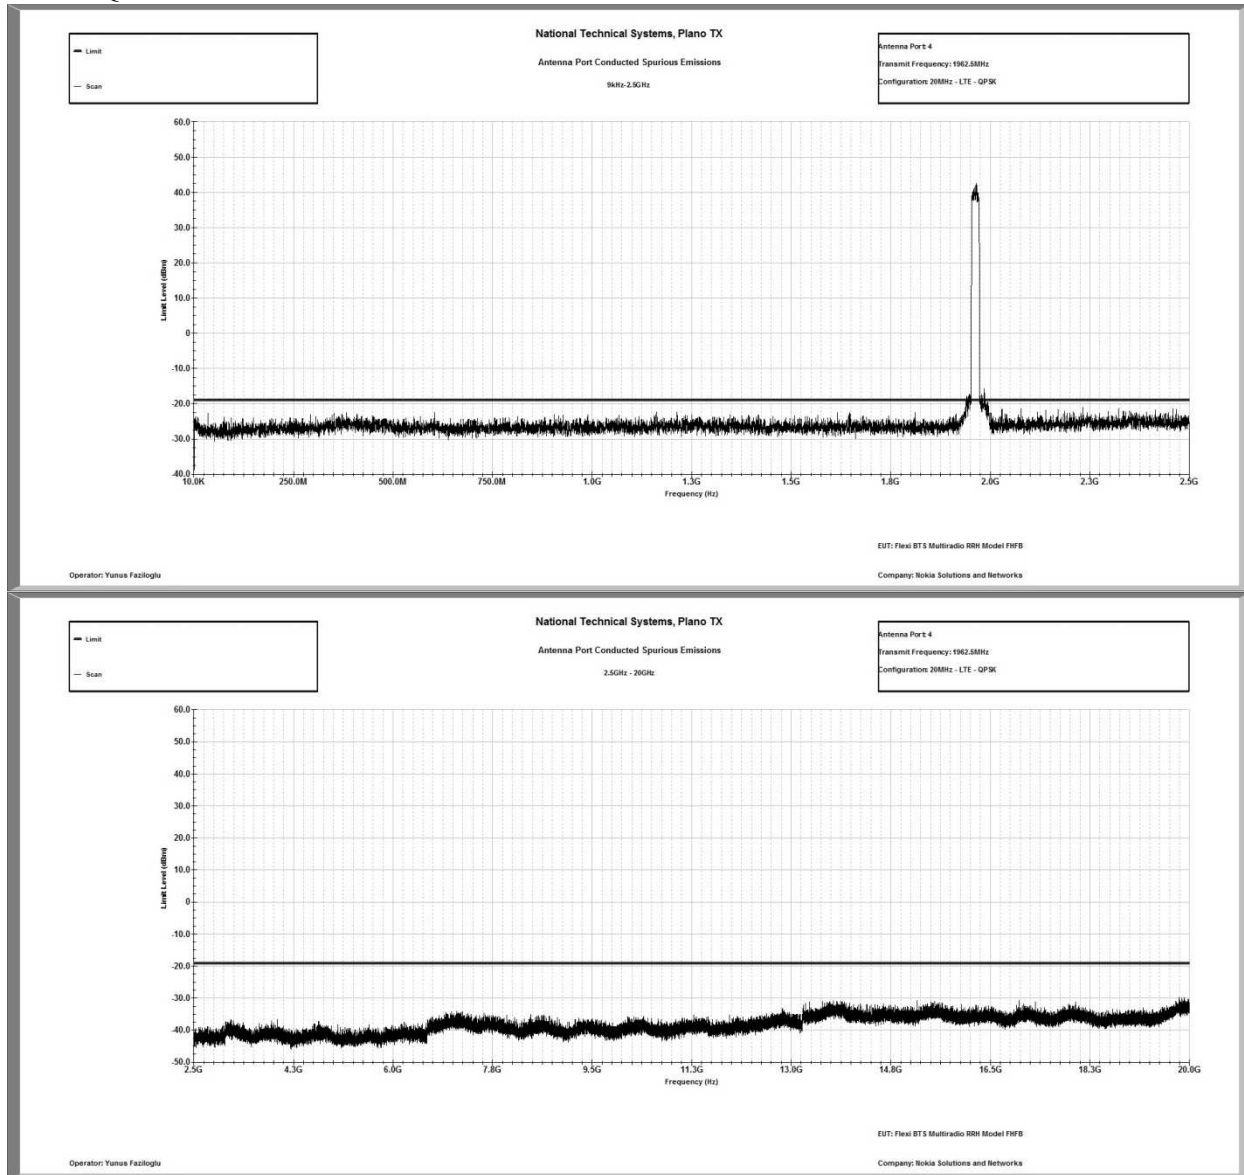 National Technical Systems, Plano TX
Limit
Scan
Antenna Port Conducted Spurious Emissions
9kHz-2.5GHz
Antenna Port 4
Transmit Frequency: 1962.5MHz
Configuration: 20MHz - LTE - QPSK
Limit Level (dBm)
60.0
50.0
40.0
30.0
20.0
10.0
0
-10.0
-20.0
-30.0
-40.0
10.0K 250.0M 500.0M 750.0M 1.0G 1.3G 1.5G 1.8G 2.0G 2.3G 2.5G
Frequency (Hz)
EUT: Flexi BTS Multiradio RRH Model FHFB
Operator: Yunus Faziloglu
Company: Nokia Solutions and Networks
National Technical Systems, Plano TX
Limit
Scan
Antenna Port Conducted Spurious Emissions
2.5GHz - 20GHz
Antenna Port 4
Transmit Frequency: 1962.5MHz
Configuration: 20MHz - LTE - QPSK
Limit Level (dBm)
60.0
50.0
40.0
30.0
20.0
10.0
0
-10.0
-20.0
-30.0
-40.0
-50.0
2.5G 4.3G 6.0G 7.8G 9.5G 11.3G 13.0G 14.8G 16.5G 18.3G 20.0G
Frequency (Hz)
EUT: Flexi BTS Multiradio RRH Model FHFB
Operator: Yunus Faziloglu
Company: Nokia Solutions and Networks